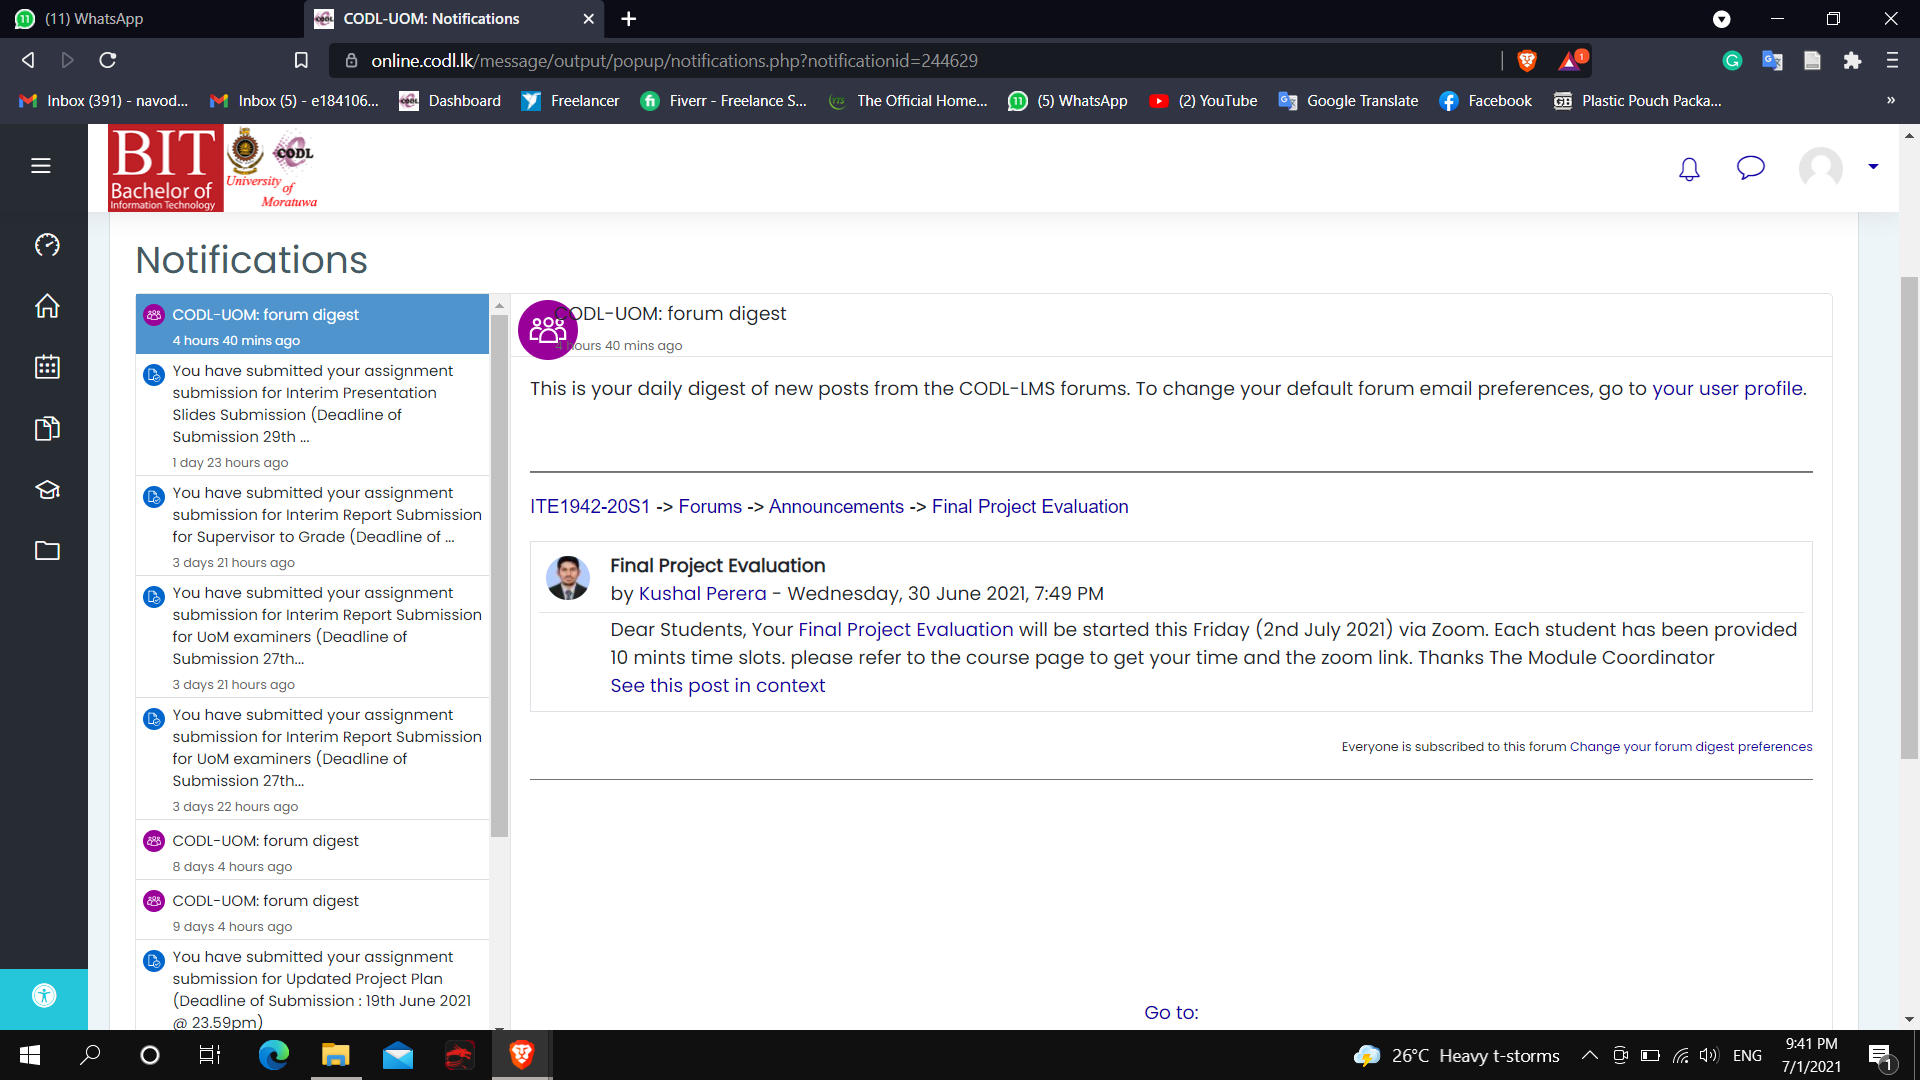 (11) WhatsApp
CODL-UOM: Notifications
online.codl.lk/message/output/popup/notifications.php?notificationid=244629
1
Inbox (391) - navod...
Inbox (5) - e184106...
Dashboard
Freelancer
Fiverr - Freelance S...
The Official Home...
(5) WhatsApp
(2) YouTube
Google Translate
Facebook
Plastic Pouch Packa...
»
BIT
Bachelor of
Information Technology
CODL
University of
Moratuwa
Notifications
CODL-UOM: forum digest
4 hours 40 mins ago
You have submitted your assignment
submission for Interim Presentation
Slides Submission (Deadline of
Submission 29th ...
1 day 23 hours ago
You have submitted your assignment
submission for Interim Report Submission
for Supervisor to Grade (Deadline of ...
3 days 21 hours ago
You have submitted your assignment
submission for Interim Report Submission
for UoM examiners (Deadline of
Submission 27th...
3 days 21 hours ago
You have submitted your assignment
submission for Interim Report Submission
for UoM examiners (Deadline of
Submission 27th...
3 days 22 hours ago
CODL-UOM: forum digest
8 days 4 hours ago
CODL-UOM: forum digest
9 days 4 hours ago
You have submitted your assignment
submission for Updated Project Plan
(Deadline of Submission : 19th June 2021
@ 23.59pm)
CODL-UOM: forum digest
4 hours 40 mins ago
This is your daily digest of new posts from the CODL-LMS forums. To change your default forum email preferences, go to your user profile.
ITE1942-20S1 -> Forums -> Announcements -> Final Project Evaluation
Final Project Evaluation
by Kushal Perera - Wednesday, 30 June 2021, 7:49 PM
Dear Students, Your Final Project Evaluation will be started this Friday (2nd July 2021) via Zoom. Each student has been provided
10 mints time slots. please refer to the course page to get your time and the zoom link. Thanks The Module Coordinator
See this post in context
Everyone is subscribed to this forum Change your forum digest preferences
Go to:
26°C Heavy t-storms
ENG
9:41 PM
7/1/2021
1